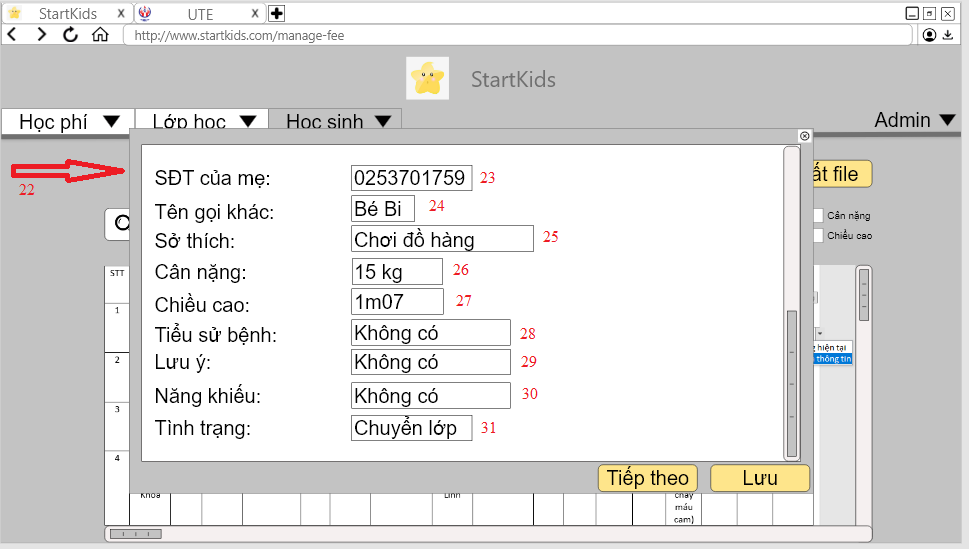 StartKids X UTE X
http://www.startkids.com/manage-fee
StartKids
Học phí Lớp học Học sinh Admin
22
SĐT của mẹ: 0253701759 23
ất file
Tên gọi khác: Bé Bi 24
Cân nặng
Sở thích: Chơi đồ hàng 25
Chiều cao
Cân nặng: 15 kg 26
STT
Chiều cao: 1m07 27
1
Tiểu sử bệnh: Không có 28
hiện tại
Lưu ý: Không có 29
2
thông tin
Năng khiếu: Không có 30
3
Tình trạng: Chuyển lớp 31
4
Tiếp theo Lưu
Khoa Linh chảy
máu
cam)